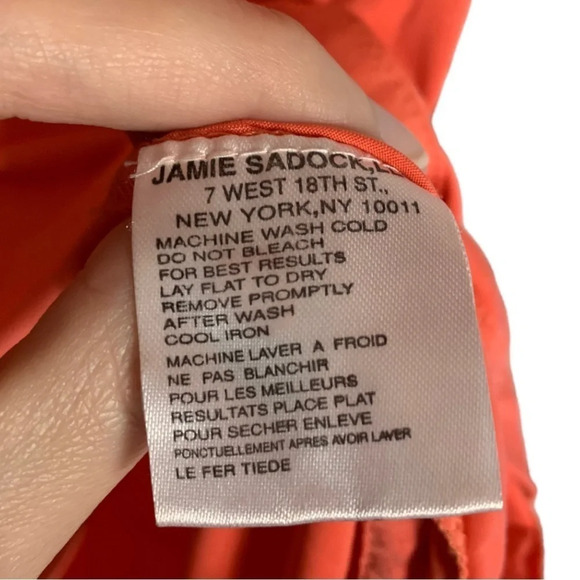 JAMIE SADOCK,
7 WEST 18TH ST.,
NEW YORK,NY 10011
MACHINE WASH COLD
DO NOT BLEACH
FOR BEST RESULTS
LAY FLAT TO DRY
REMOVE PROMPTLY
AFTER WASH
COOL IRON
MACHINE LAVER A FROID
NE PAS BLANCHIR
POUR LES MEILLEURS
RESULTATS PLACE PLAT
POUR SECHER ENLEVE
PONCTUELLEMENT APRES AVOIR LAVER
LE FER TIEDE